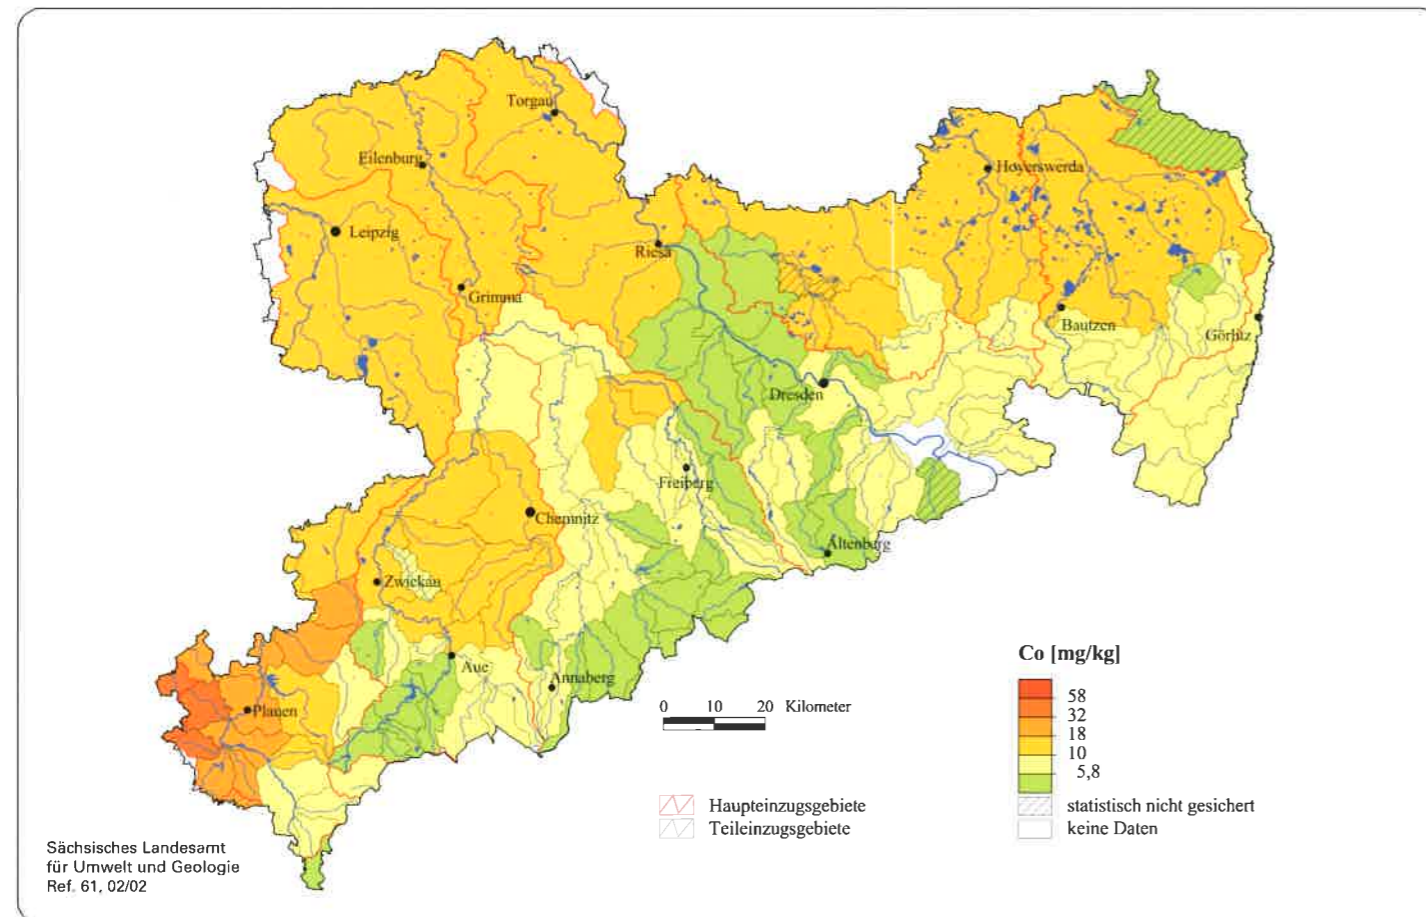 Torgau
Eilenburg
Hoyerswerda
Leipzig
Riesa
Grimma
Bautzen
Görlitz
Dresden
Freiberg
Chemnitz
Altenberg
Zwickau
Aue
Annaberg
Plauen
Co [mg/kg]
58
32
18
10
5,8
statistisch nicht gesichert
keine Daten
0 10 20 Kilometer
Haupteinzugsgebiete
Teileinzugsgebiete
Sächsisches Landesamt
für Umwelt und Geologie
Ref. 61, 02/02